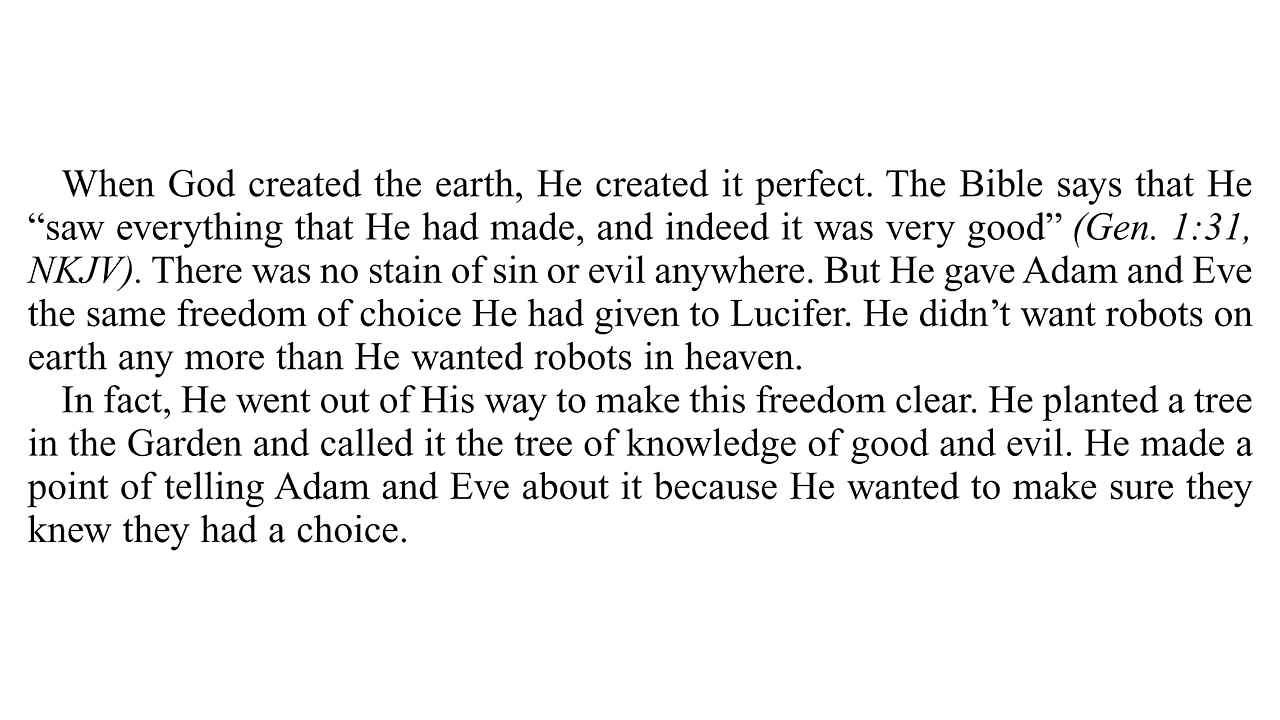 When God created the earth, He created it perfect. The Bible says that He
“saw everything that He had made, and indeed it was very good” (Gen. 1:31,
NKJV). There was no stain of sin or evil anywhere. But He gave Adam and Eve
the same freedom of choice He had given to Lucifer. He didn’t want robots on
earth any more than He wanted robots in heaven.
In fact, He went out of His way to make this freedom clear. He planted a tree
in the Garden and called it the tree of knowledge of good and evil. He made a
point of telling Adam and Eve about it because He wanted to make sure they
knew they had a choice.